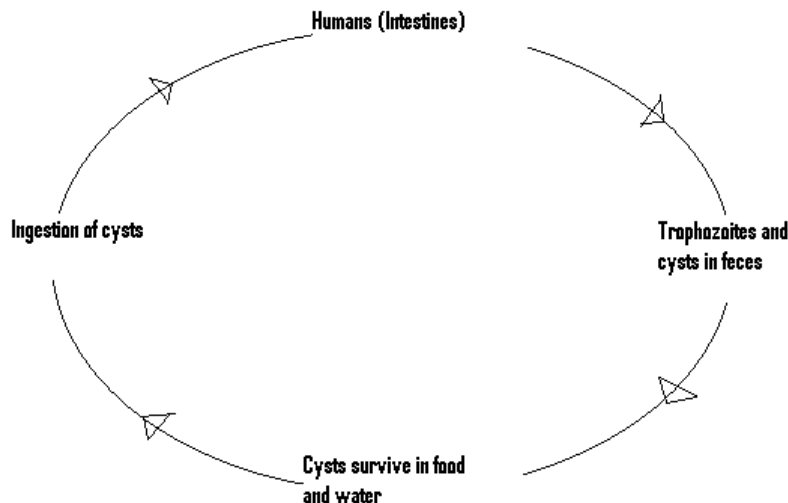 Humans (Intestines)
Ingestion of cysts
Trophozoites and
cysts in feces
Cysts survive in food
and water